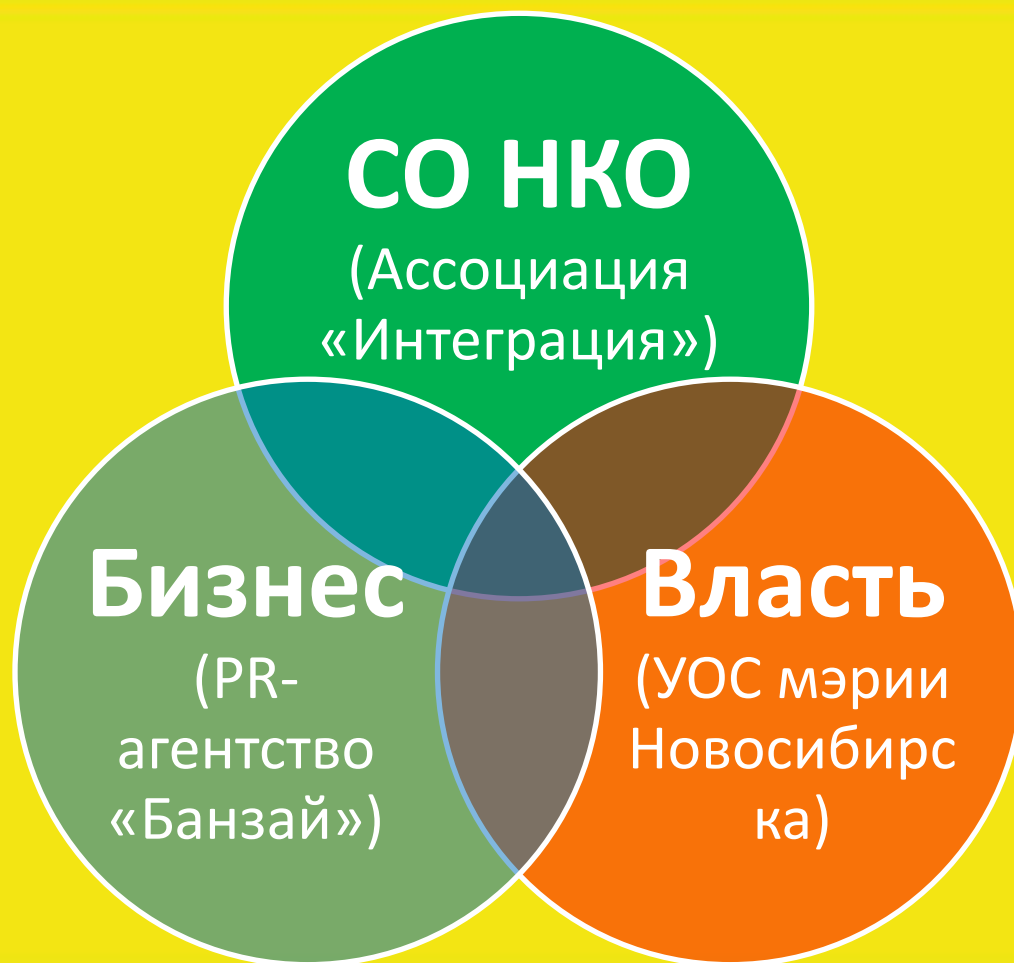 СО НКО
(Ассоциация
«Интеграция»)
Бизнес
(PR-
агентство
«Банзай»)
Власть
(УОС мэрии
Новосибирс
ка)